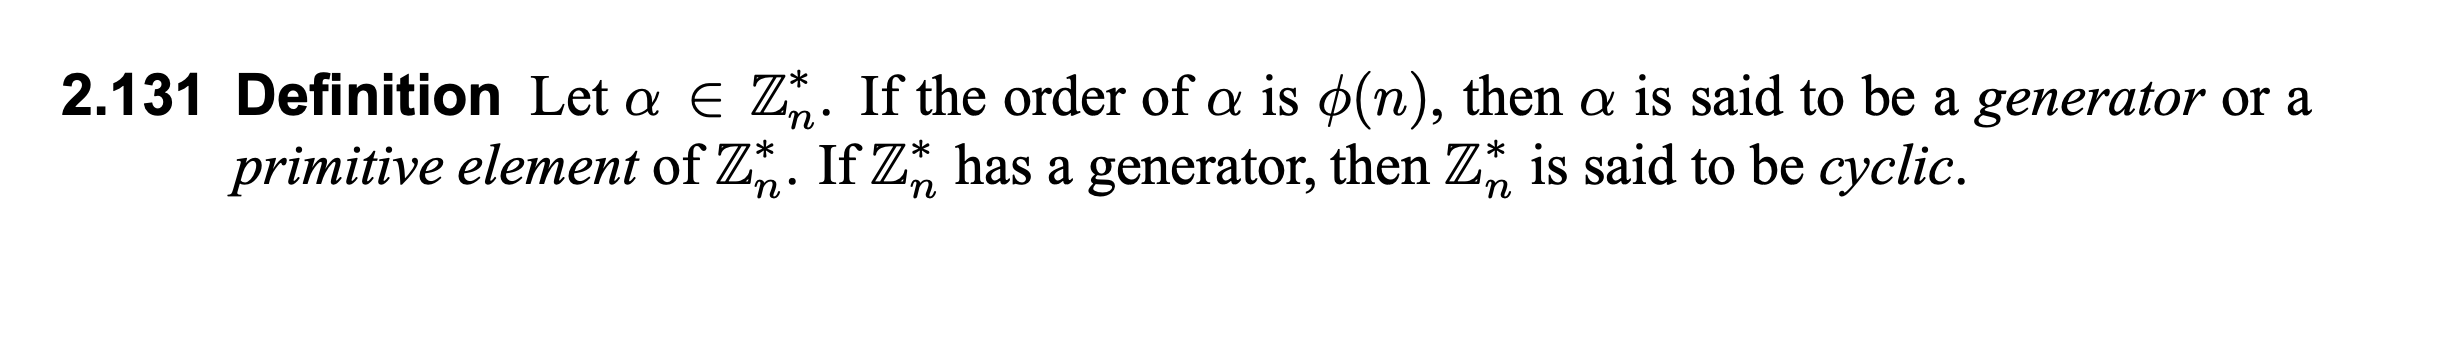 2.131 Definition Let α ∈ ℤ*ₙ. If the order of α is ϕ(n), then α is said to be a generator or a
primitive element of ℤ*ₙ. If ℤ*ₙ has a generator, then ℤ*ₙ is said to be cyclic.